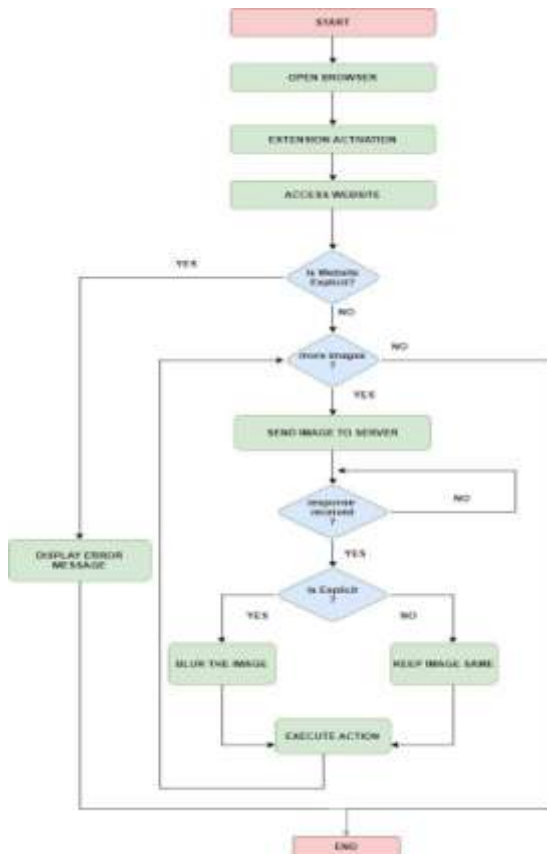 START
OPEN BROWSER
EXTENSION ACTIVATION
ACCESS WEBSITE
YES
Is Website
Explicit?
NO
more images
?
NO
YES
SEND IMAGE TO SERVER
response
received
?
NO
YES
DISPLAY ERROR
MESSAGE
Is Explicit
?
YES
NO
BLUR THE IMAGE
KEEP IMAGE SAME
EXECUTE ACTION
END